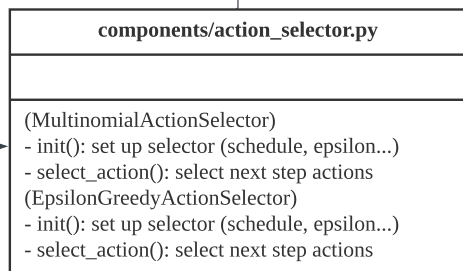 components/action_selector.py
(MultinomialActionSelector)
- init(): set up selector (schedule, epsilon...)
- select_action(): select next step actions
(EpsilonGreedyActionSelector)
- init(): set up selector (schedule, epsilon...)
- select_action(): select next step actions